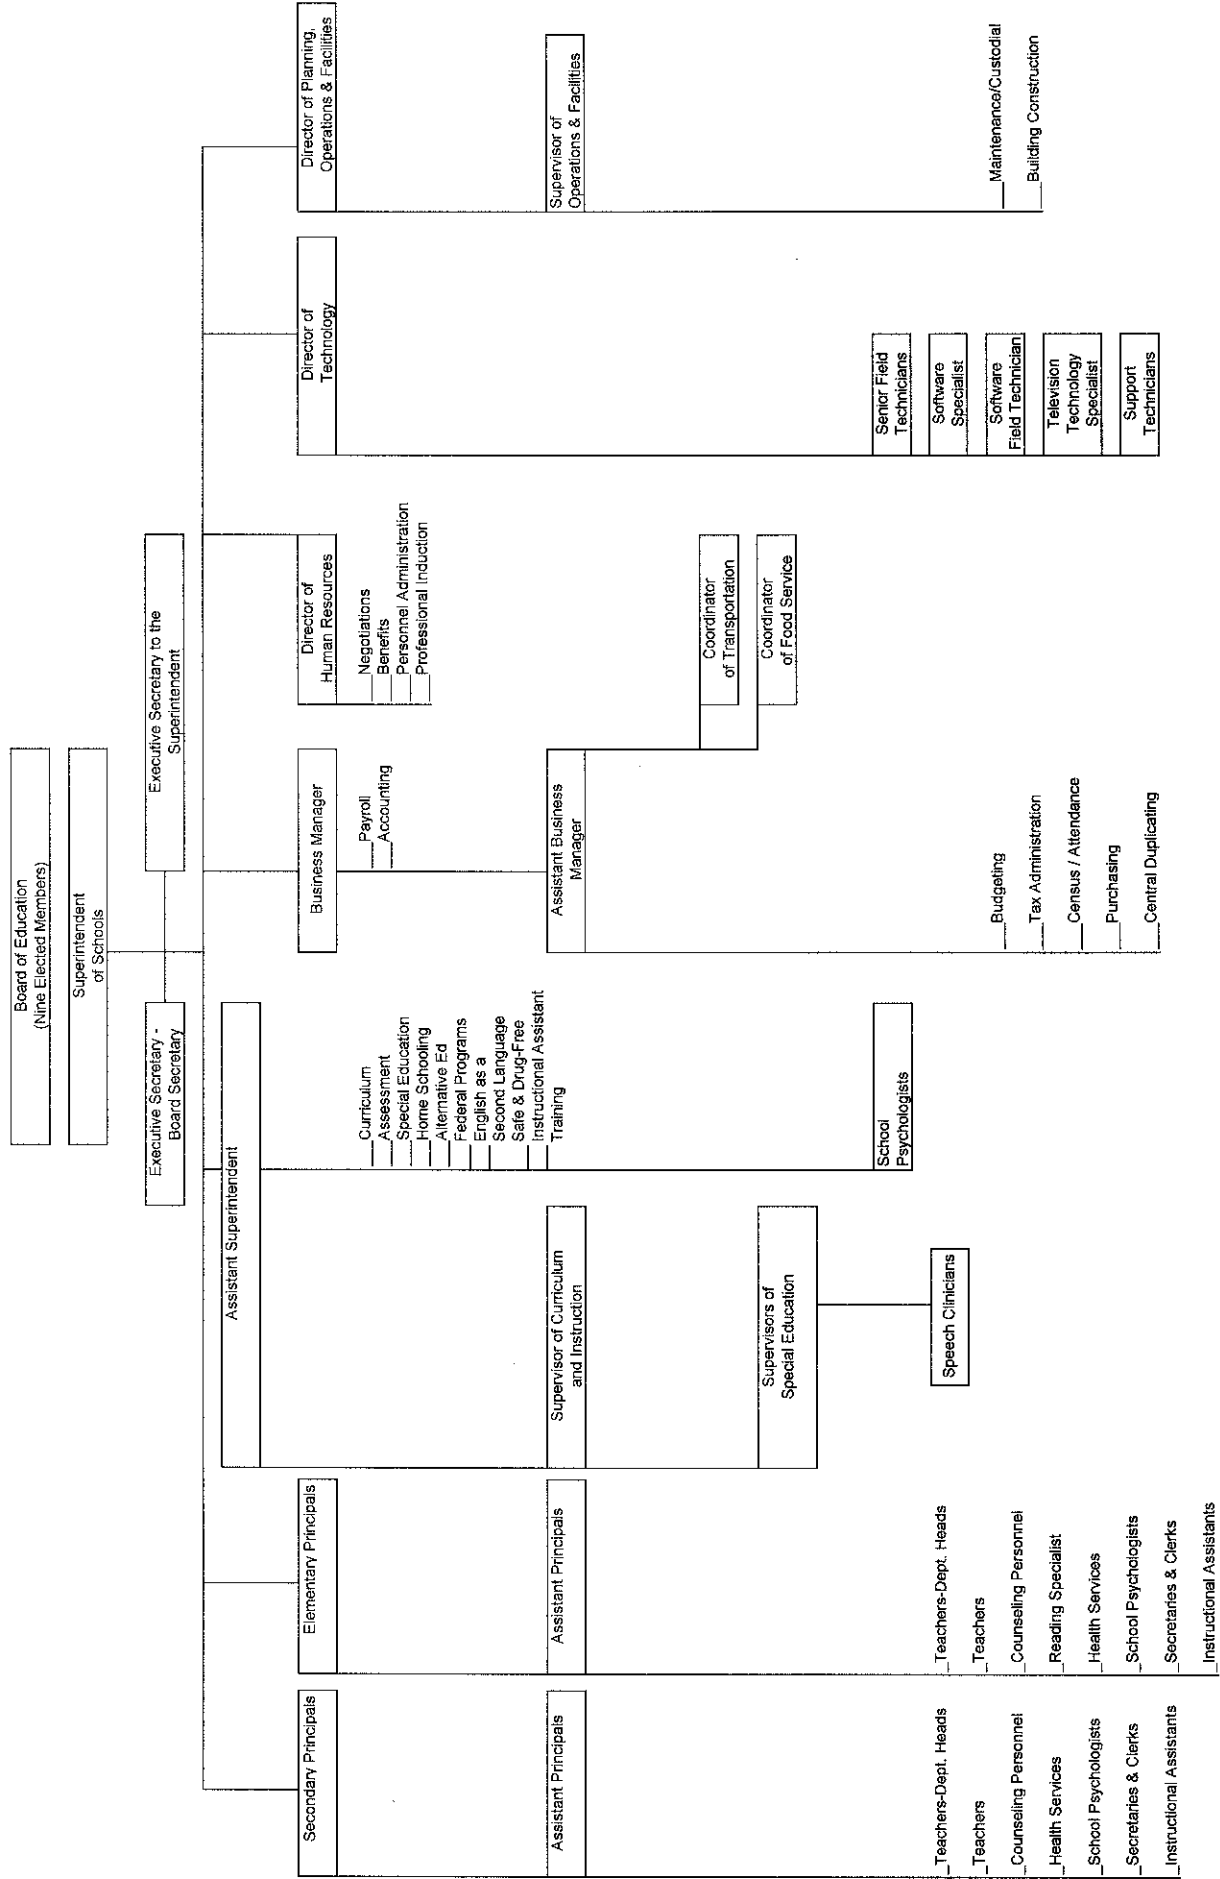 Board of Education
(Nine Elected Members)
Superintendent
of Schools
Executive Secretary -
Board Secretary
Executive Secretary to the
Superintendent
Assistant Superintendent
Secondary Principals
Elementary Principals
Business Manager
Director of
Human Resources
Director of
Technology
Director of Planning,
Operations & Facilities
Curriculum
Assessment
Special Education
Home Schooling
Alternative Ed
Federal Programs
English as a
Second Language
Safe & Drug-Free
Instructional Assistant
Training
Payroll
Accounting
Negotiations
Benefits
Personnel Administration
Professional Induction
Assistant Principals
Assistant Principals
Supervisor of Curriculum
and Instruction
Assistant Business
Manager
Supervisor of
Operations & Facilities
Coordinator
of Transportation
Coordinator
of Food Service
Supervisors of
Special Education
School
Psychologists
Speech Clinicians
Senior Field
Technicians
Software
Specialist
Software
Field Technician
Television
Technology
Specialist
Support
Technicians
Teachers-Dept. Heads
Teachers
Counseling Personnel
Health Services
School Psychologists
Secretaries & Clerks
Instructional Assistants
Teachers-Dept. Heads
Teachers
Counseling Personnel
Reading Specialist
Health Services
School Psychologists
Secretaries & Clerks
Instructional Assistants
Budgeting
Tax Administration
Census / Attendance
Purchasing
Central Duplicating
Maintenance/Custodial
Building Construction